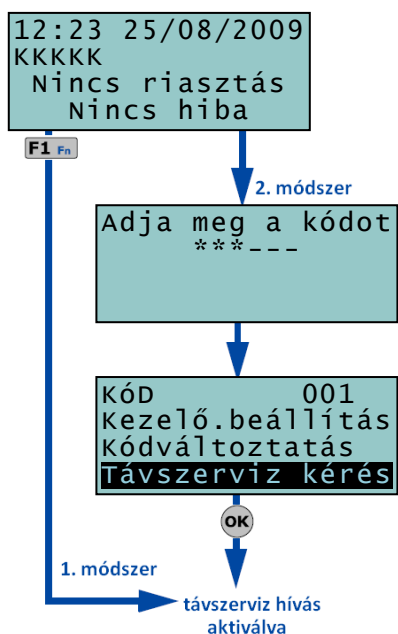 12:23 25/08/2009
KKKKK
Nincs riasztás
Nincs hiba
F1 Fn
2. módszer
Adja meg a kódot
***---
KóD 001
Kezelő.beállítás
Kódváltoztatás
Távszerviz kérés
OK
1. módszer
távszerviz hívás
aktiválva